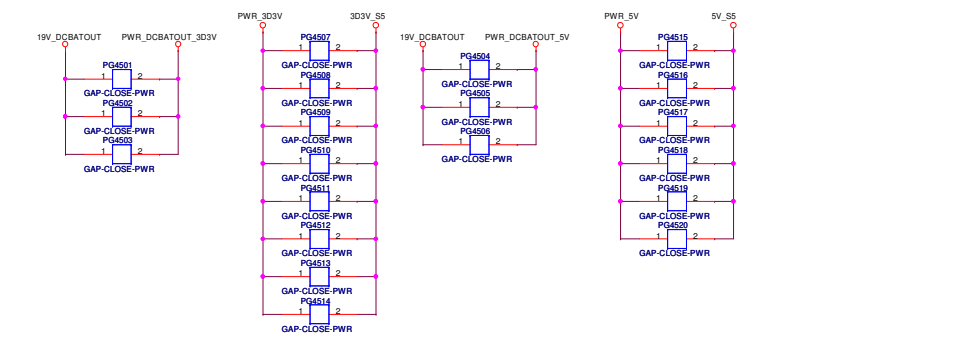 19V_DCBATOUT PWR_DCBATOUT_3D3V
PG4501
1 2
GAP-CLOSE-PWR
PG4502
1 2
GAP-CLOSE-PWR
PG4503
1 2
GAP-CLOSE-PWR
PWR_3D3V 3D3V_S5
PG4507
1 2
GAP-CLOSE-PWR
PG4508
1 2
GAP-CLOSE-PWR
PG4509
1 2
GAP-CLOSE-PWR
PG4510
1 2
GAP-CLOSE-PWR
PG4511
1 2
GAP-CLOSE-PWR
PG4512
1 2
GAP-CLOSE-PWR
PG4513
1 2
GAP-CLOSE-PWR
PG4514
1 2
GAP-CLOSE-PWR
19V_DCBATOUT PWR_DCBATOUT_5V
PG4504
1 2
GAP-CLOSE-PWR
PG4505
1 2
GAP-CLOSE-PWR
PG4506
1 2
GAP-CLOSE-PWR
PWR_5V 5V_S5
PG4515
1 2
GAP-CLOSE-PWR
PG4516
1 2
GAP-CLOSE-PWR
PG4517
1 2
GAP-CLOSE-PWR
PG4518
1 2
GAP-CLOSE-PWR
PG4519
1 2
GAP-CLOSE-PWR
PG4520
1 2
GAP-CLOSE-PWR